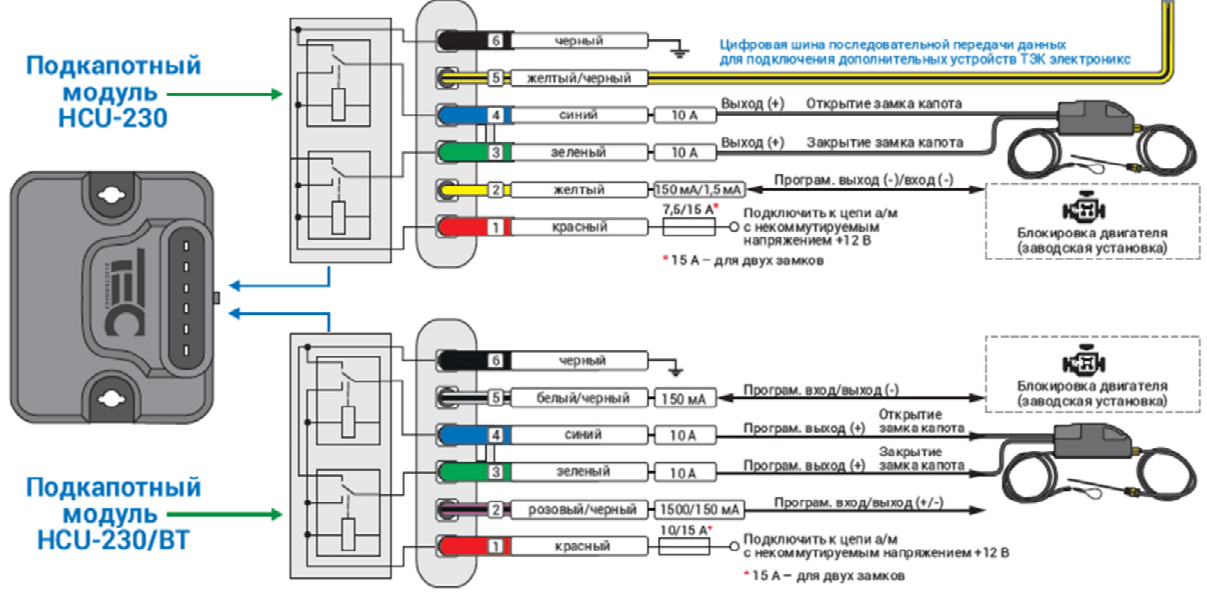 Подкапотный
модуль
HCU-230
6 черный
Цифровая шина последовательной передачи данных
для подключения дополнительных устройств ТЭК электроникс
5 желтый/черный
4 синий 10 А Выход (+) Открытие замка капота
3 зеленый 10 А Выход (+) Закрытие замка капота
2 желтый 150 мА/1,5 мА Програм. выход (-)/вход (-)
1 красный 7,5/15 А*
Подключить к цепи а/м
с некоммутируемым
напряжением +12 В
* 15 А – для двух замков
Блокировка двигателя
(заводская установка)
TEC
ELECTRONICS
Подкапотный
модуль
HCU-230/BT
6 черный
5 белый/черный 150 мА Програм. вход/выход (-)
Блокировка двигателя
(заводская установка)
4 синий 10 А Програм. выход (+)
Открытие
замка капота
3 зеленый 10 А Програм. выход (+)
Закрытие
замка капота
2 розовый/черный 1500/150 мА Програм. вход/выход (+/-)
1 красный 10/15 А*
Подключить к цепи а/м
с некоммутируемым напряжением +12 В
* 15 А – для двух замков